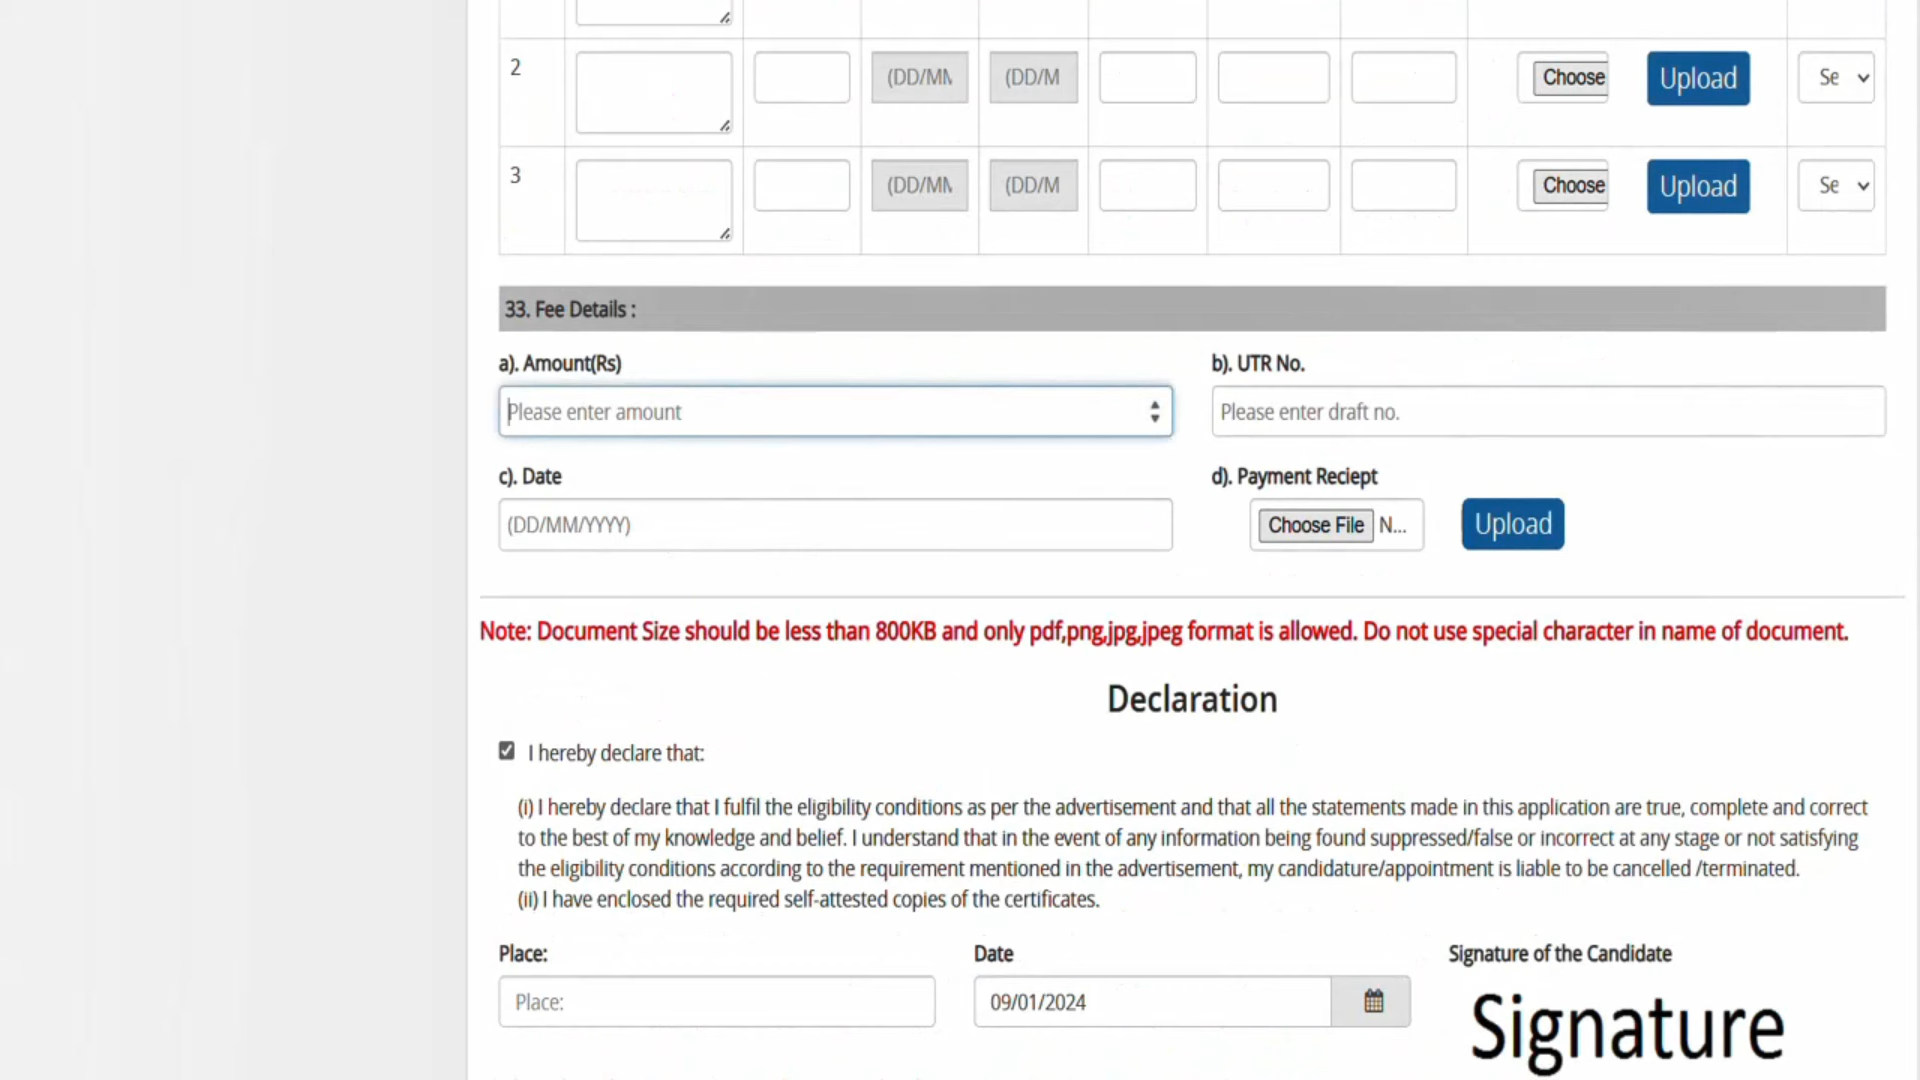 2
(DD/MN
(DD/M
Choose
Upload
Se
3
(DD/MN
(DD/M
Choose
Upload
Se
33. Fee Details :
a). Amount(Rs)
b). UTR No.
Please enter amount
Please enter draft no.
c). Date
d). Payment Reciept
(DD/MM/YYYY)
Choose File N...
Upload
Note: Document Size should be less than 800KB and only pdf,png,jpg,jpeg format is allowed. Do not use special character in name of document.
Declaration
I hereby declare that:
(i) I hereby declare that I fulfil the eligibility conditions as per the advertisement and that all the statements made in this application are true, complete and correct
to the best of my knowledge and belief. I understand that in the event of any information being found suppressed/false or incorrect at any stage or not satisfying
the eligibility conditions according to the requirement mentioned in the advertisement, my candidature/appointment is liable to be cancelled /terminated.
(ii) I have enclosed the required self-attested copies of the certificates.
Place:
Date
Signature of the Candidate
Place:
09/01/2024
Signature